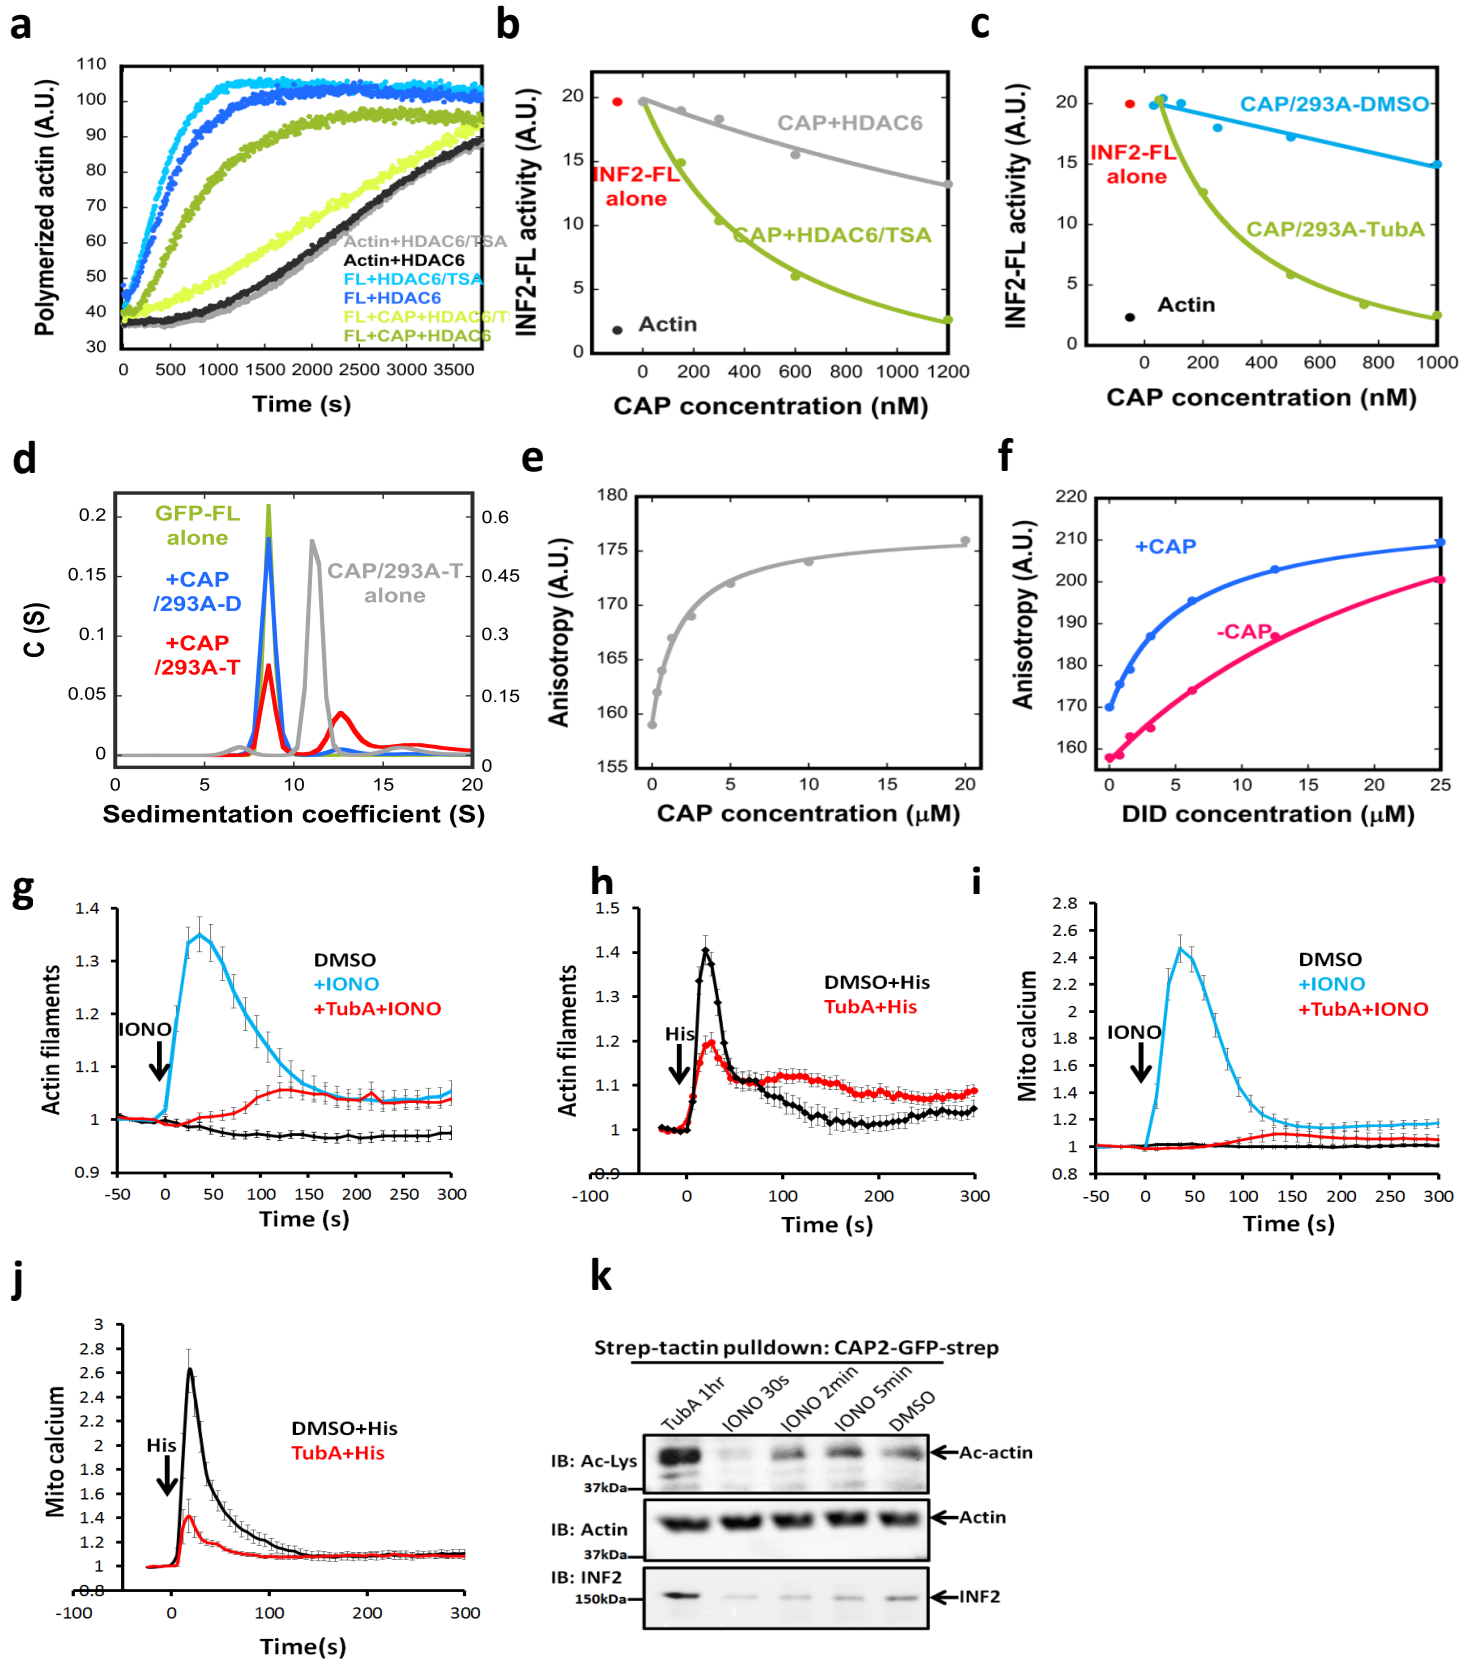 a
110
100
90
80
70
60
50
40
30
Polymerized actin (A.U.)
Actin+HDAC6/TSA
Actin+HDAC6
FL+HDAC6/TSA
FL+HDAC6
FL+CAP+HDAC6/T
FL+CAP+HDAC6
0 500 1000 1500 2000 2500 3000 3500
Time (s)
b
20
15
10
5
0
INF2-FL activity (A.U.)
CAP+HDAC6
INF2-FL
alone
CAP+HDAC6/TSA
Actin
0 200 400 600 800 1000 1200
CAP concentration (nM)
c
20
15
10
5
0
INF2-FL activity (A.U.)
CAP/293A-DMSO
INF2-FL
alone
CAP/293A-TubA
Actin
0 200 400 600 800 1000
CAP concentration (nM)
d
0.2
0.15
0.1
0.05
0
C (S)
GFP-FL
alone
+CAP
/293A-D
+CAP
/293A-T
CAP/293A-T
alone
0.6
0.45
0.3
0.15
0
0 5 10 15 20
Sedimentation coefficient (S)
e
180
175
170
165
160
155
Anisotropy (A.U.)
0 5 10 15 20
CAP concentration (μM)
f
220
210
200
190
180
170
160
Anisotropy (A.U.)
+CAP
-CAP
0 5 10 15 20 25
DID concentration (μM)
g
1.4
1.3
1.2
1.1
1
0.9
Actin filaments
DMSO
+IONO
+TubA+IONO
IONO
-50 0 50 100 150 200 250 300
Time (s)
h
1.5
1.4
1.3
1.2
1.1
1
0.9
Actin filaments
DMSO+His
TubA+His
His
-100 0 100 200 300
Time (s)
i
2.8
2.6
2.4
2.2
2
1.8
1.6
1.4
1.2
1
0.8
Mito calcium
DMSO
+IONO
+TubA+IONO
IONO
-50 0 50 100 150 200 250 300
Time (s)
j
3
2.8
2.6
2.4
2.2
2
1.8
1.6
1.4
1.2
1
0.8
Mito calcium
DMSO+His
TubA+His
His
-100 0 100 200 300
Time(s)
k
Strep-tactin pulldown: CAP2-GFP-strep
TubA 1hr
IONO 30s
IONO 2min
IONO 5min
DMSO
IB: Ac-Lys
37kDa
Ac-actin
IB: Actin
37kDa
Actin
IB: INF2
150kDa
INF2